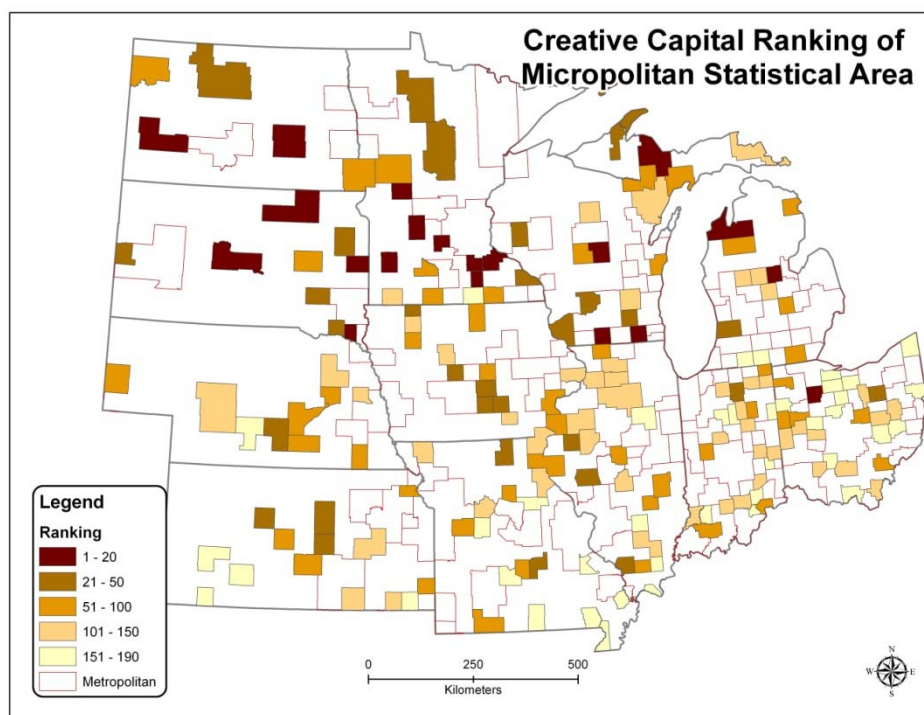 Creative Capital Ranking of
Micropolitan Statistical Area
Legend
Ranking
1 - 20
21 - 50
51 - 100
101 - 150
151 - 190
Metropolitan
0 250 500
Kilometers
N
W E
S